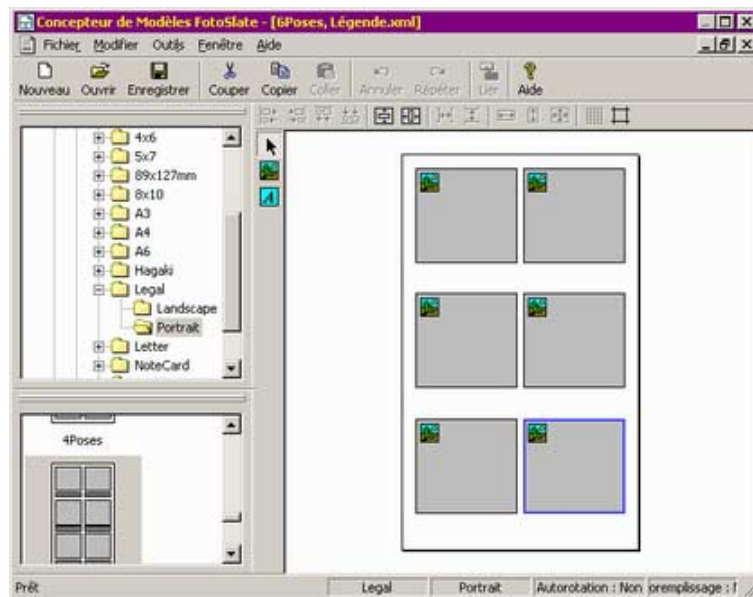 Concepteur de Modèles FotoSlate - [6Poses, Légende.xml]
Fichier Modifier Outils Fenêtre Aide
Nouveau Ouvrir Enregistrer Couper Copier Coller Annuler Répéter Lier Aide
4x6
5x7
89x127mm
8x10
A3
A4
A6
Hagaki
Legal
Landscape
Portrait
Letter
NoteCard
4Poses
Prêt Legal Portrait Autorotation : Non oremplissage : I